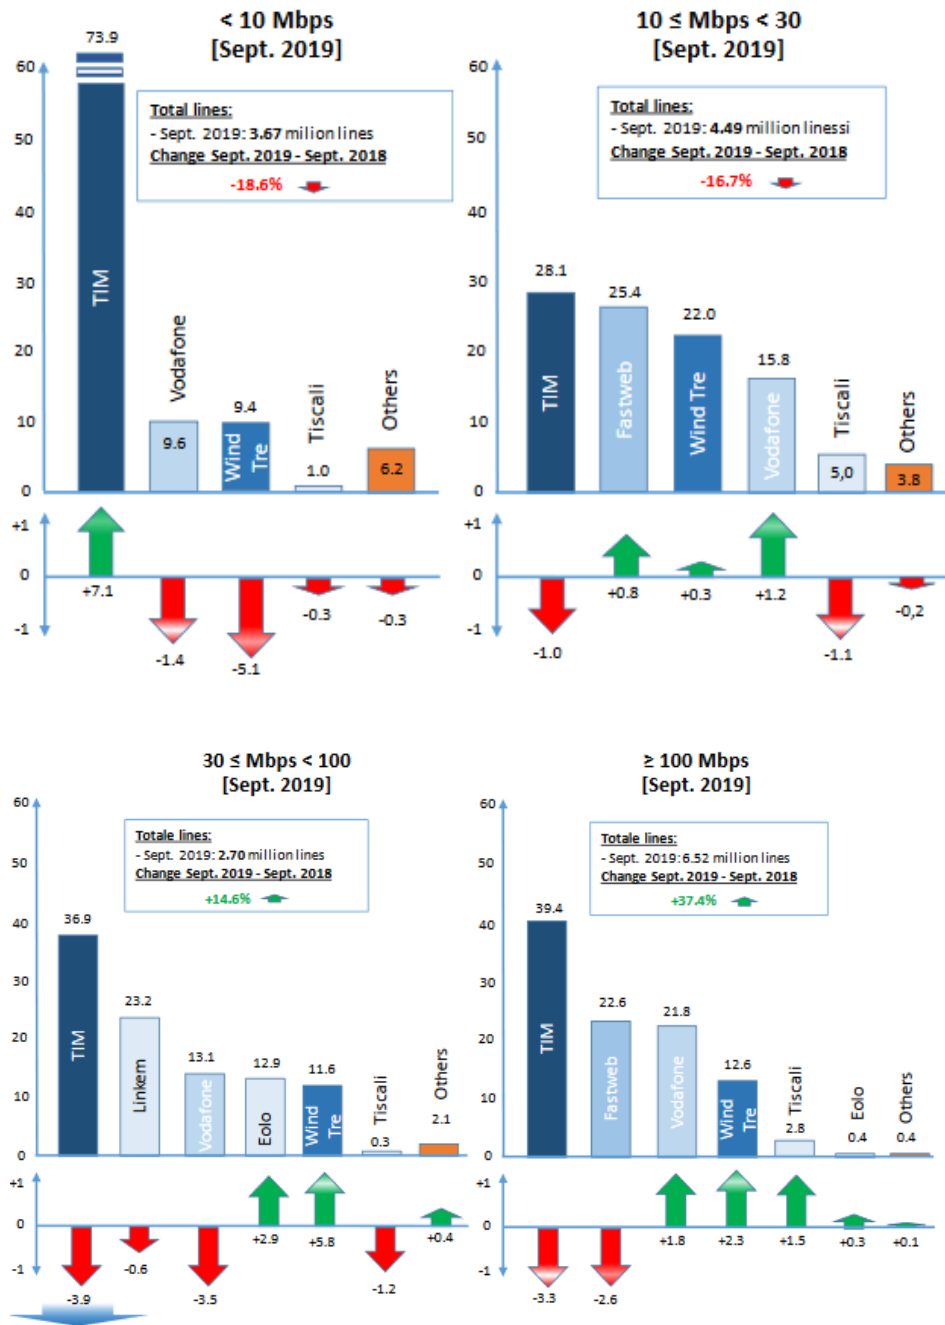 < 10 Mbps
[Sept. 2019]
73.9
60
50
40
30
20
10
0
Total lines:
- Sept. 2019: 3.67 milion lines
Change Sept. 2019 - Sept. 2018
-18.6%
TIM
Vodafone
9.6
9.4
Wind
Tre
Tiscali
1.0
Others
6.2
+1
0
-1
+7.1
-1.4
-5.1
-0.3
-0.3
10 ≤ Mbps < 30
[Sept. 2019]
60
50
40
30
20
10
0
Total lines:
- Sept. 2019: 4.49 million linessi
Change Sept. 2019 - Sept. 2018
-16.7%
28.1
TIM
25.4
Fastweb
22.0
Wind Tre
15.8
Vodafone
Tiscali
5,0
Others
3.8
+1
0
-1
-1.0
+0.8
+0.3
+1.2
-1.1
-0,2
30 ≤ Mbps < 100
[Sept. 2019]
60
50
40
30
20
10
0
Totale lines:
- Sept. 2019: 2.70 million lines
Change Sept. 2019 - Sept. 2018
+14.6%
36.9
TIM
23.2
Linkem
13.1
Vodafone
12.9
Eolo
11.6
Wind
Tre
Tiscali
0.3
Others
2.1
+1
0
-1
-3.9
-0.6
-3.5
+2.9
+5.8
-1.2
+0.4
≥ 100 Mbps
[Sept. 2019]
60
50
40
30
20
10
0
Totale lines:
- Sept. 2019: 6.52 million lines
Change Sept. 2019 - Sept. 2018
+37.4%
39.4
TIM
22.6
Fastweb
21.8
Vodafone
12.6
Wind
Tre
Tiscali
2.8
Eolo
0.4
Others
0.4
+1
0
-1
-3.3
-2.6
+1.8
+2.3
+1.5
+0.3
+0.1